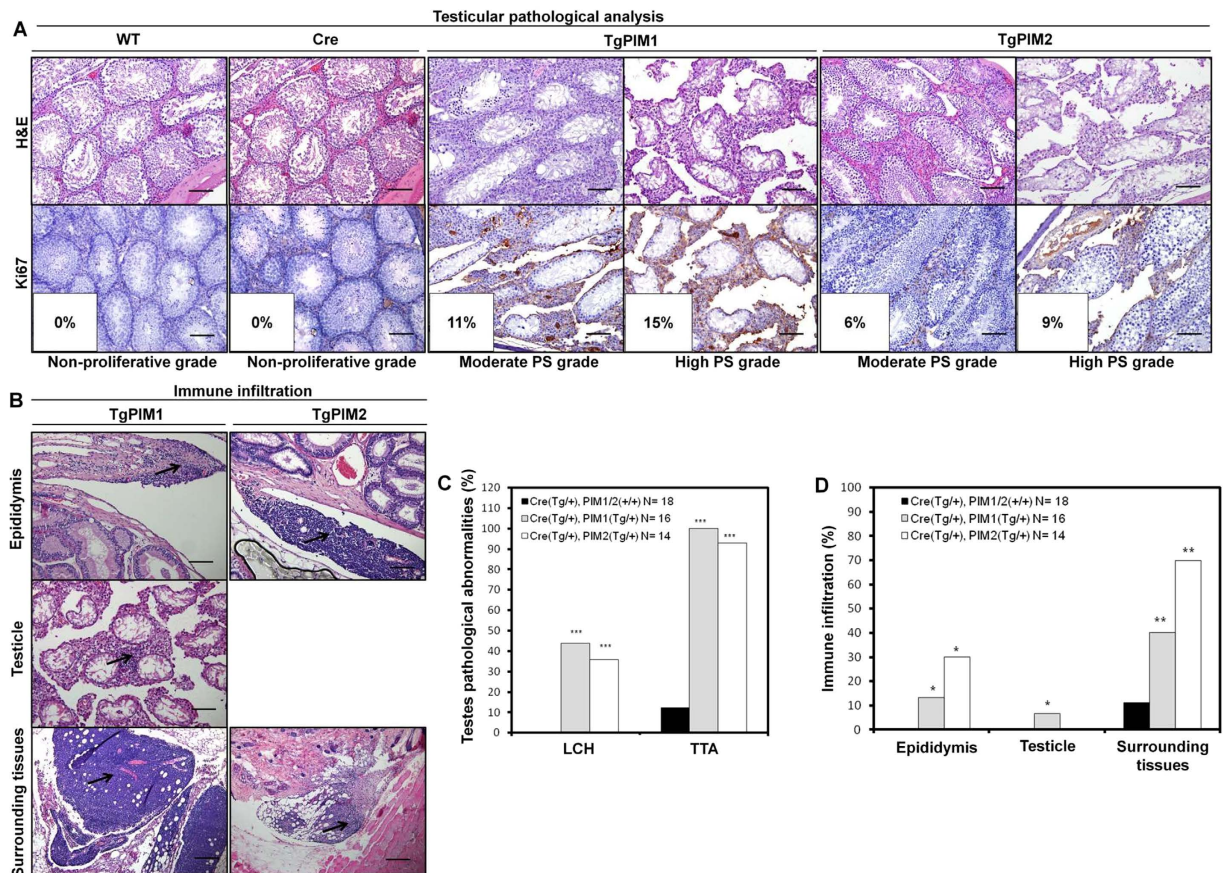 Testicular pathological analysis
A
WT Cre TgPIM1 TgPIM2
H&E
Ki67
0% 0% 11% 15% 6% 9%
Non-proliferative grade Non-proliferative grade Moderate PS grade High PS grade Moderate PS grade High PS grade
B
Immune infiltration
TgPIM1 TgPIM2
Epididymis
Testicle
Surrounding tissues
C
Testes pathological abnormalities (%)
120
110
100
90
80
70
60
50
40
30
20
10
0
Cre(Tg/+), PIM1/2(+/+) N= 18
Cre(Tg/+), PIM1(Tg/+) N= 16
Cre(Tg/+), PIM2(Tg/+) N= 14
*** *** *** ***
LCH TTA
D
Immune infiltration (%)
100
90
80
70
60
50
40
30
20
10
0
Cre(Tg/+), PIM1/2(+/+) N= 18
Cre(Tg/+), PIM1(Tg/+) N= 16
Cre(Tg/+), PIM2(Tg/+) N= 14
* * * ** **
Epididymis Testicle Surrounding
tissues